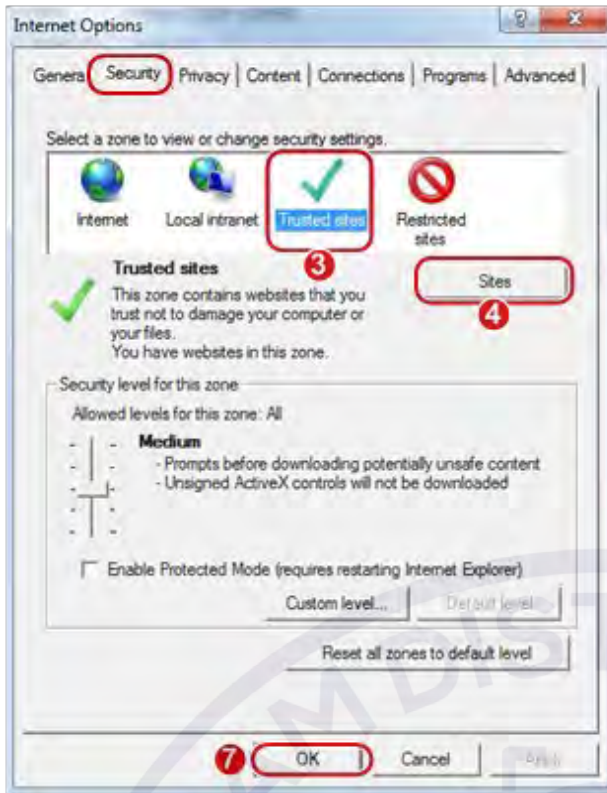 Internet Options
General
Security
Privacy
Content
Connections
Programs
Advanced
Select a zone to view or change security settings.
Internet
Local intranet
Trusted sites
Restricted
sites
3
Trusted sites
This zone contains websites that you
trust not to damage your computer or
your files.
You have websites in this zone.
Sites
4
Security level for this zone
Allowed levels for this zone: All
Medium
- Prompts before downloading potentially unsafe content
- Unsigned ActiveX controls will not be downloaded
Enable Protected Mode (requires restarting Internet Explorer)
Custom level...
Default level
Reset all zones to default level
7
OK
Cancel
Apply
AM DIST